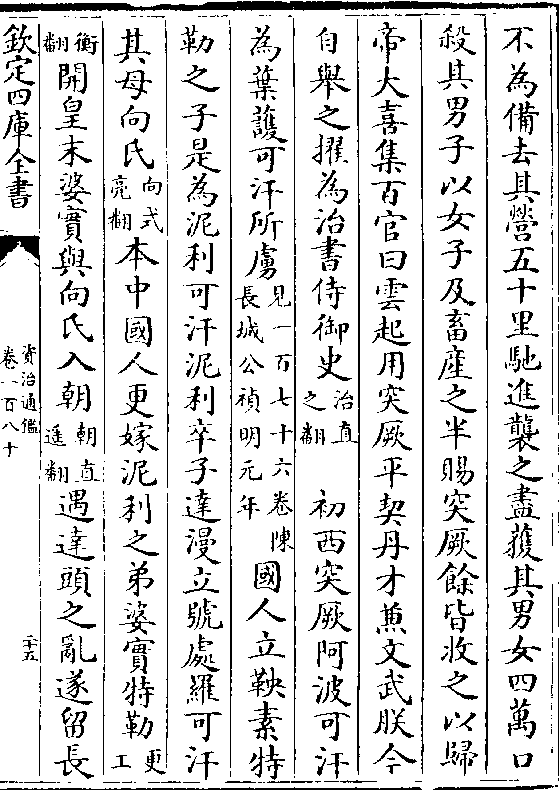 不為備去其營五十里馳進襲之盡獲其男女四萬口
殺其男子以女子及畜產之半賜突厥餘皆收之以歸
帝大喜集百官曰雲起用突厥平契丹才兼文武朕今
自舉之擢為治書侍御史治直之翻 初西突厥阿波可汗
為葉護可汗所虜見一百七十六卷陳長城公禎明元年國人立鞅素特
勒之子是為泥利可汗泥利卒子達漫立號處羅可汗
其母向氏向式亮翻本中國人更嫁泥利之弟婆實特勒更工
衡翻開皇末婆實與向氏入朝朝直遥翻遇達頭之亂遂留長
欽定四庫全書
資治通鑑
卷一百八十
二十五